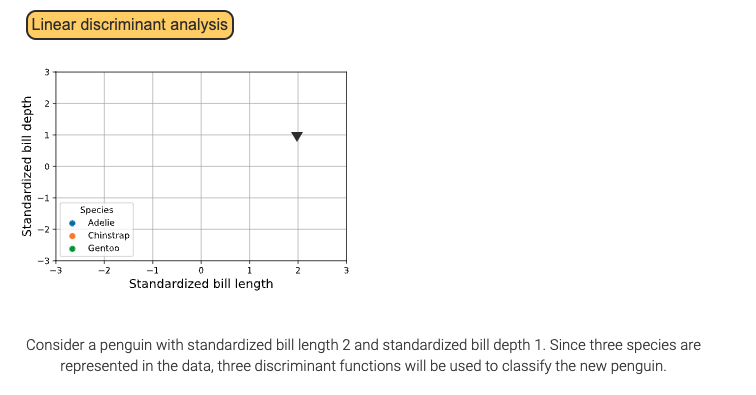 Linear discriminant analysis
3
2
1
0
−1
−2
−3
Standardized bill depth
Species
Adelie
Chinstrap
Gentoo
−3 −2 −1 0 1 2 3
Standardized bill length
Consider a penguin with standardized bill length 2 and standardized bill depth 1. Since three species are
represented in the data, three discriminant functions will be used to classify the new penguin.